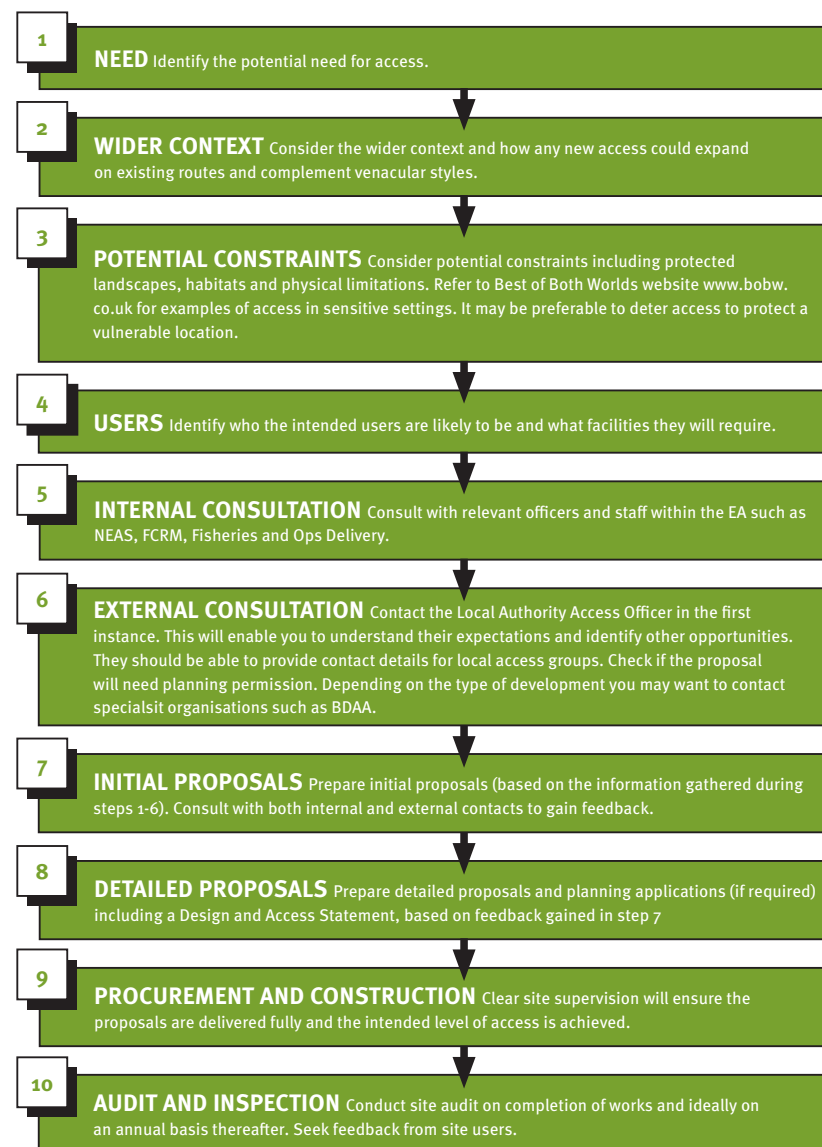 1
NEED Identify the potential need for access.
2
WIDER CONTEXT Consider the wider context and how any new access could expand
on existing routes and complement venacular styles.
3
POTENTIAL CONSTRAINTS Consider potential constraints including protected
landscapes, habitats and physical limitations. Refer to Best of Both Worlds website www.bobw.
co.uk for examples of access in sensitive settings. It may be preferable to deter access to protect a
vulnerable location.
4
USERS Identify who the intended users are likely to be and what facilities they will require.
5
INTERNAL CONSULTATION Consult with relevant officers and staff within the EA such as
NEAS, FCRM, Fisheries and Ops Delivery.
6
EXTERNAL CONSULTATION Contact the Local Authority Access Officer in the first
instance. This will enable you to understand their expectations and identify other opportunities.
They should be able to provide contact details for local access groups. Check if the proposal
will need planning permission. Depending on the type of development you may want to contact
specialsit organisations such as BDAA.
7
INITIAL PROPOSALS Prepare initial proposals (based on the information gathered during
steps 1-6). Consult with both internal and external contacts to gain feedback.
8
DETAILED PROPOSALS Prepare detailed proposals and planning applications (if required)
including a Design and Access Statement, based on feedback gained in step 7
9
PROCUREMENT AND CONSTRUCTION Clear site supervision will ensure the
proposals are delivered fully and the intended level of access is achieved.
10
AUDIT AND INSPECTION Conduct site audit on completion of works and ideally on
an annual basis thereafter. Seek feedback from site users.